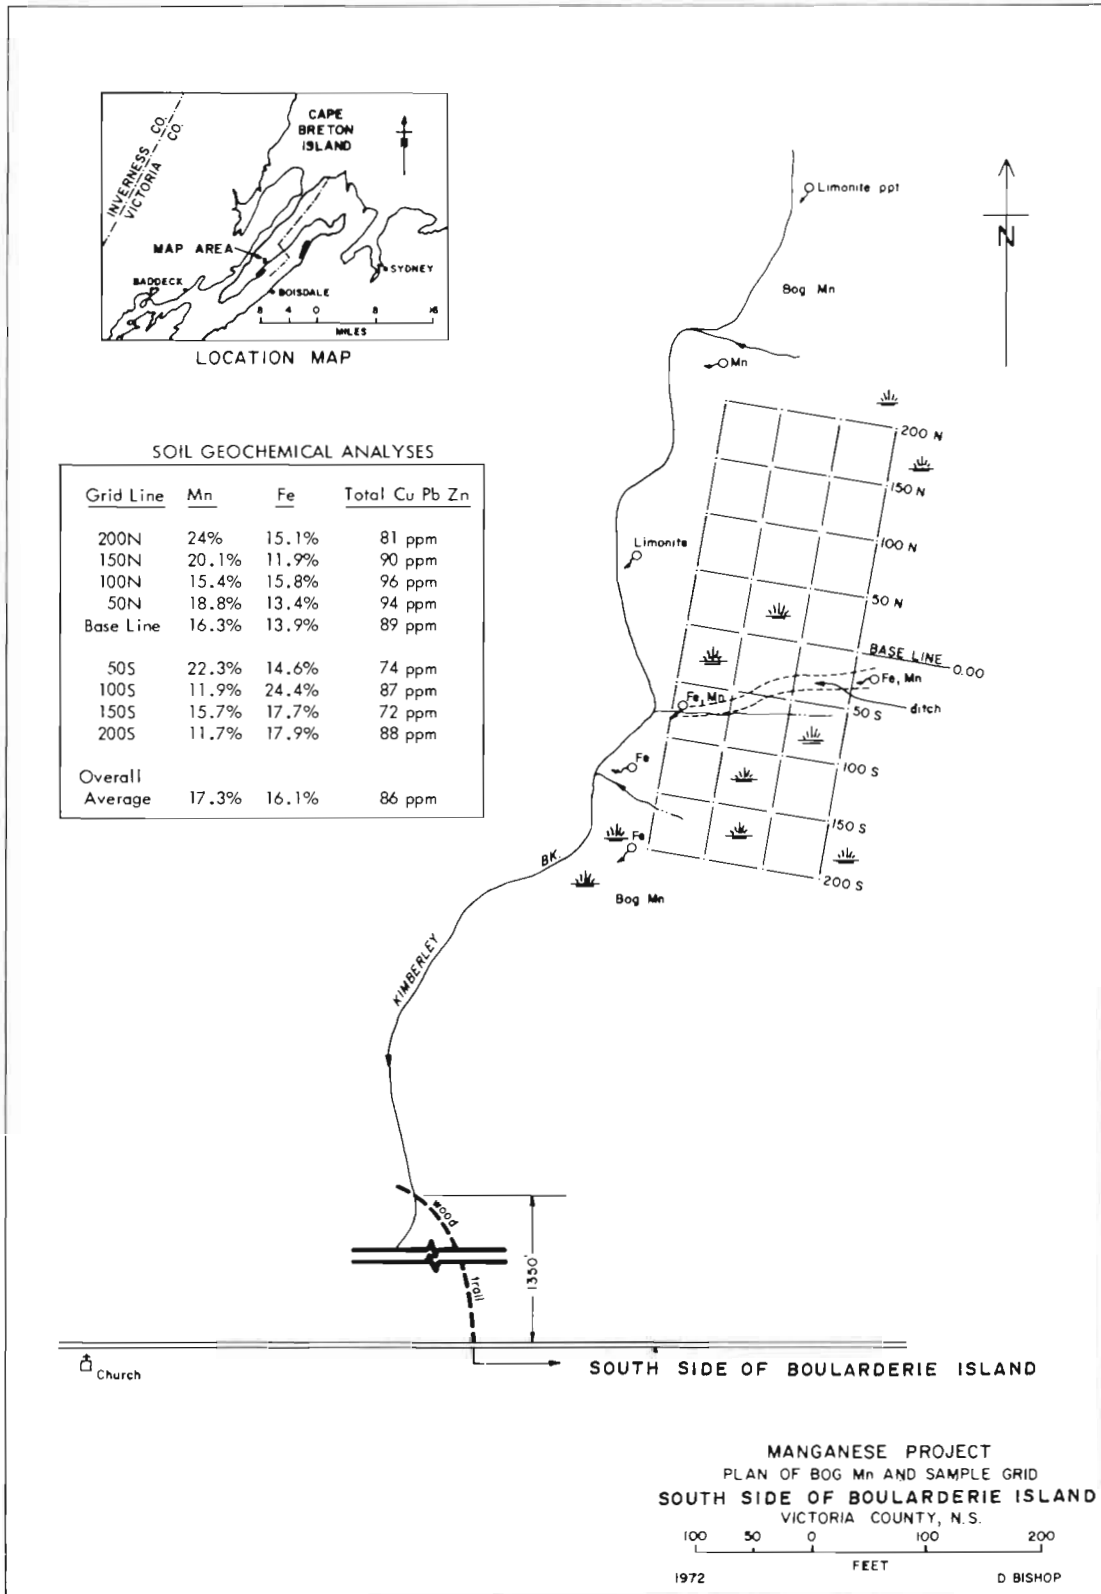 CAPE
BRETON
ISLAND
INVERNESS CO.
VICTORIA CO.
MAP AREA
BADDECK
BOISDALE
SYDNEY
8 4 0 8 16
MILES
LOCATION MAP
SOIL GEOCHEMICAL ANALYSES
Grid Line Mn Fe Total Cu Pb Zn
200N 24% 15.1% 81 ppm
150N 20.1% 11.9% 90 ppm
100N 15.4% 15.8% 96 ppm
50N 18.8% 13.4% 94 ppm
Base Line 16.3% 13.9% 89 ppm
50S 22.3% 14.6% 74 ppm
100S 11.9% 24.4% 87 ppm
150S 15.7% 17.7% 72 ppm
200S 11.7% 17.9% 88 ppm
Overall
Average 17.3% 16.1% 86 ppm
Limonite ppt
N
Bog Mn
Mn
200 N
150 N
Limonite
100 N
50 N
BASE LINE
0.00
Fe, Mn
Fe, Mn
ditch
50 S
Fe
100 S
150 S
Fe
200 S
Bog Mn
KIMBERLEY BK.
wood
trail
1350'
Church
SOUTH SIDE OF BOULARDERIE ISLAND
MANGANESE PROJECT
PLAN OF BOG Mn AND SAMPLE GRID
SOUTH SIDE OF BOULARDERIE ISLAND
VICTORIA COUNTY, N.S.
100 50 0 100 200
FEET
1972 D BISHOP